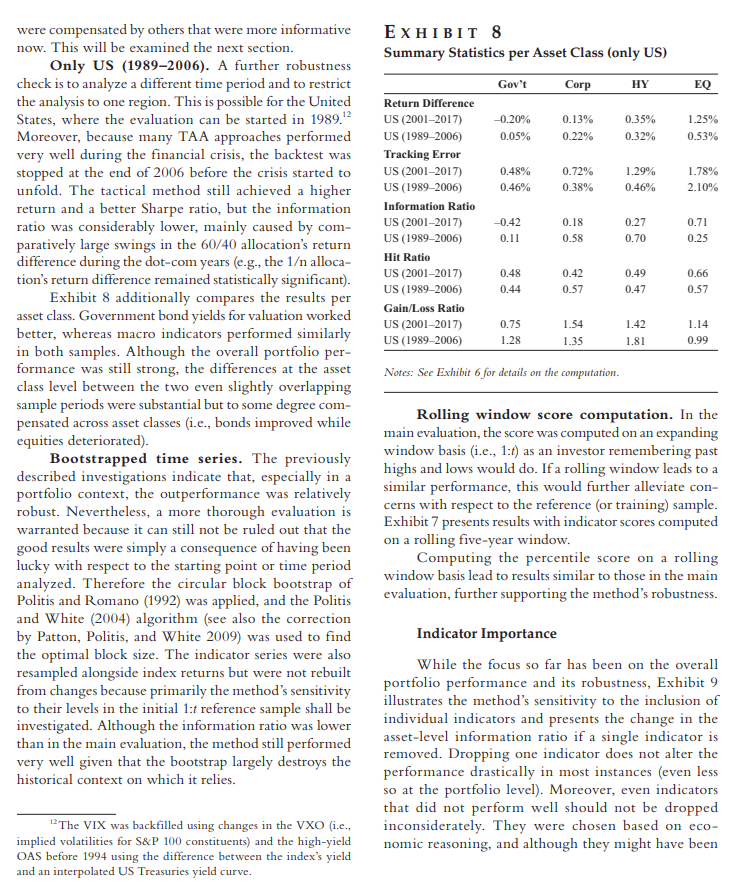 were compensated by others that were more informative
now. This will be examined the next section.
Only US (1989–2006). A further robustness
check is to analyze a different time period and to restrict
the analysis to one region. This is possible for the United
States, where the evaluation can be started in 1989.12
Moreover, because many TAA approaches performed
very well during the financial crisis, the backtest was
stopped at the end of 2006 before the crisis started to
unfold. The tactical method still achieved a higher
return and a better Sharpe ratio, but the information
ratio was considerably lower, mainly caused by com-
paratively large swings in the 60/40 allocation's return
difference during the dot-com years (e.g., the 1/n alloca-
tion's return difference remained statistically significant).
Exhibit 8 additionally compares the results per
asset class. Government bond yields for valuation worked
better, whereas macro indicators performed similarly
in both samples. Although the overall portfolio per-
formance was still strong, the differences at the asset
class level between the two even slightly overlapping
sample periods were substantial but to some degree com-
pensated across asset classes (i.e., bonds improved while
equities deteriorated).
Bootstrapped time series. The previously
described investigations indicate that, especially in a
portfolio context, the outperformance was relatively
robust. Nevertheless, a more thorough evaluation is
warranted because it can still not be ruled out that the
good results were simply a consequence of having been
lucky with respect to the starting point or time period
analyzed. Therefore the circular block bootstrap of
Politis and Romano (1992) was applied, and the Politis
and White (2004) algorithm (see also the correction
by Patton, Politis, and White 2009) was used to find
the optimal block size. The indicator series were also
resampled alongside index returns but were not rebuilt
from changes because primarily the method's sensitivity
to their levels in the initial 1:t reference sample shall be
investigated. Although the information ratio was lower
than in the main evaluation, the method still performed
very well given that the bootstrap largely destroys the
historical context on which it relies.
12 The VIX was backfilled using changes in the VXO (i.e.,
implied volatilities for S&P 100 constituents) and the high-yield
OAS before 1994 using the difference between the index's yield
and an interpolated US Treasuries yield curve.
EXHIBIT 8
Summary Statistics per Asset Class (only US)
Gov't Corp HY EQ
Return Difference
US (2001–2017) –0.20% 0.13% 0.35% 1.25%
US (1989–2006) 0.05% 0.22% 0.32% 0.53%
Tracking Error
US (2001–2017) 0.48% 0.72% 1.29% 1.78%
US (1989–2006) 0.46% 0.38% 0.46% 2.10%
Information Ratio
US (2001–2017) –0.42 0.18 0.27 0.71
US (1989–2006) 0.11 0.58 0.70 0.25
Hit Ratio
US (2001–2017) 0.48 0.42 0.49 0.66
US (1989–2006) 0.44 0.57 0.47 0.57
Gain/Loss Ratio
US (2001–2017) 0.75 1.54 1.42 1.14
US (1989–2006) 1.28 1.35 1.81 0.99
Notes: See Exhibit 6 for details on the computation.
Rolling window score computation. In the
main evaluation, the score was computed on an expanding
window basis (i.e., 1:t) as an investor remembering past
highs and lows would do. If a rolling window leads to a
similar performance, this would further alleviate con-
cerns with respect to the reference (or training) sample.
Exhibit 7 presents results with indicator scores computed
on a rolling five-year window.
Computing the percentile score on a rolling
window basis lead to results similar to those in the main
evaluation, further supporting the method's robustness.
Indicator Importance
While the focus so far has been on the overall
portfolio performance and its robustness, Exhibit 9
illustrates the method's sensitivity to the inclusion of
individual indicators and presents the change in the
asset-level information ratio if a single indicator is
removed. Dropping one indicator does not alter the
performance drastically in most instances (even less
so at the portfolio level). Moreover, even indicators
that did not perform well should not be dropped
inconsiderately. They were chosen based on eco-
nomic reasoning, and although they might have been